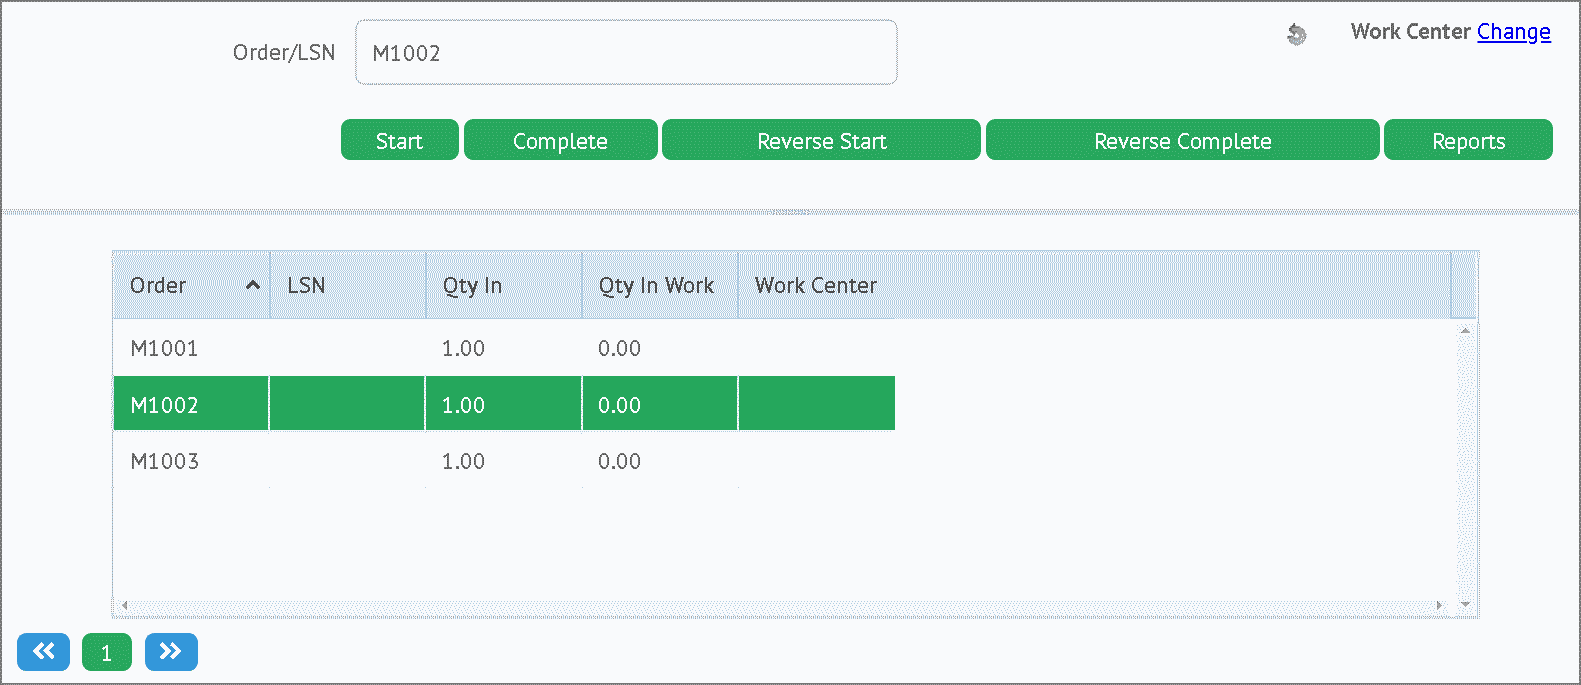 Order/LSN M1002 Work Center Change
Start Complete Reverse Start Reverse Complete Reports
Order LSN Qty In Qty In Work Work Center
M1001 1.00 0.00
M1002 1.00 0.00
M1003 1.00 0.00
1